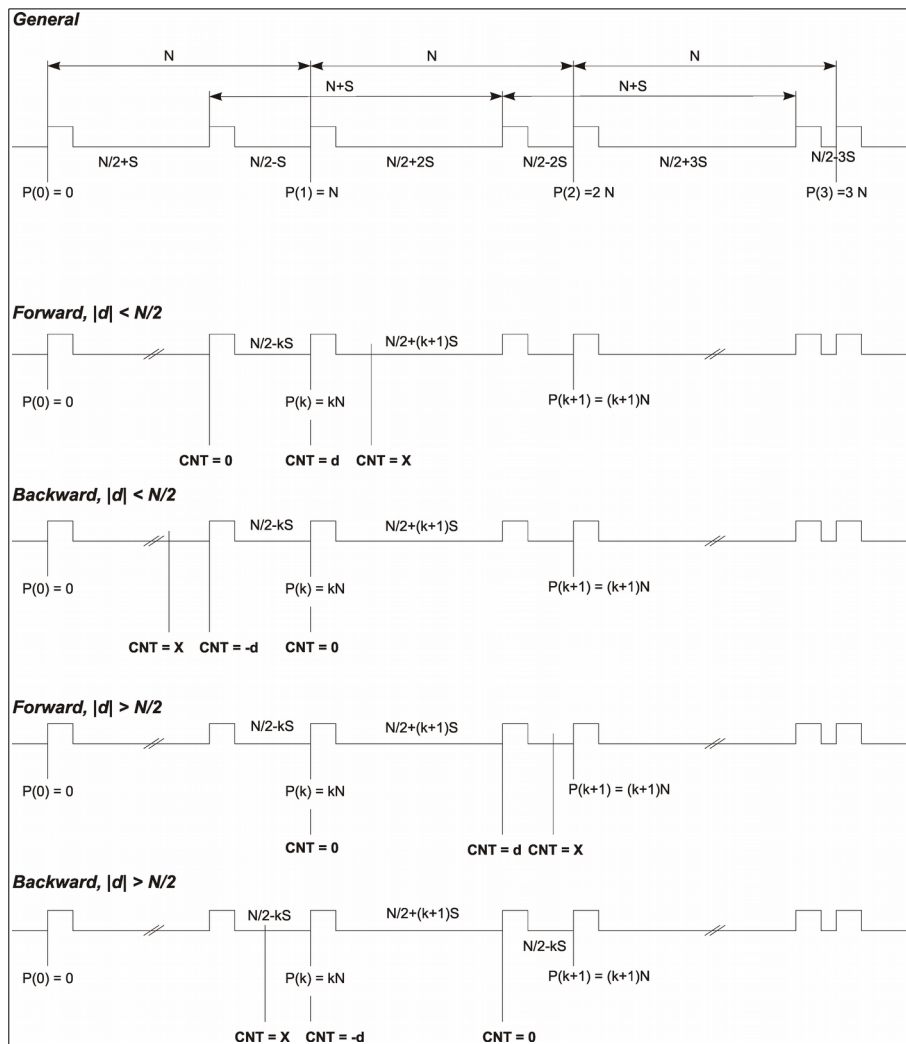 General
N N N
N+S N+S
N/2+S N/2-S N/2+2S N/2-2S N/2+3S N/2-3S
P(0) = 0 P(1) = N P(2) =2 N P(3) =3 N
Forward, |d| < N/2
N/2-kS N/2+(k+1)S
P(0) = 0 P(k) = kN P(k+1) = (k+1)N
CNT = 0 CNT = d CNT = X
Backward, |d| < N/2
N/2-kS N/2+(k+1)S
P(0) = 0 P(k) = kN P(k+1) = (k+1)N
CNT = X CNT = -d CNT = 0
Forward, |d| > N/2
N/2-kS N/2+(k+1)S
P(0) = 0 P(k) = kN P(k+1) = (k+1)N
CNT = 0 CNT = d CNT = X
Backward, |d| > N/2
N/2-kS N/2+(k+1)S
N/2-kS
P(0) = 0 P(k) = kN P(k+1) = (k+1)N
CNT = X CNT = -d CNT = 0